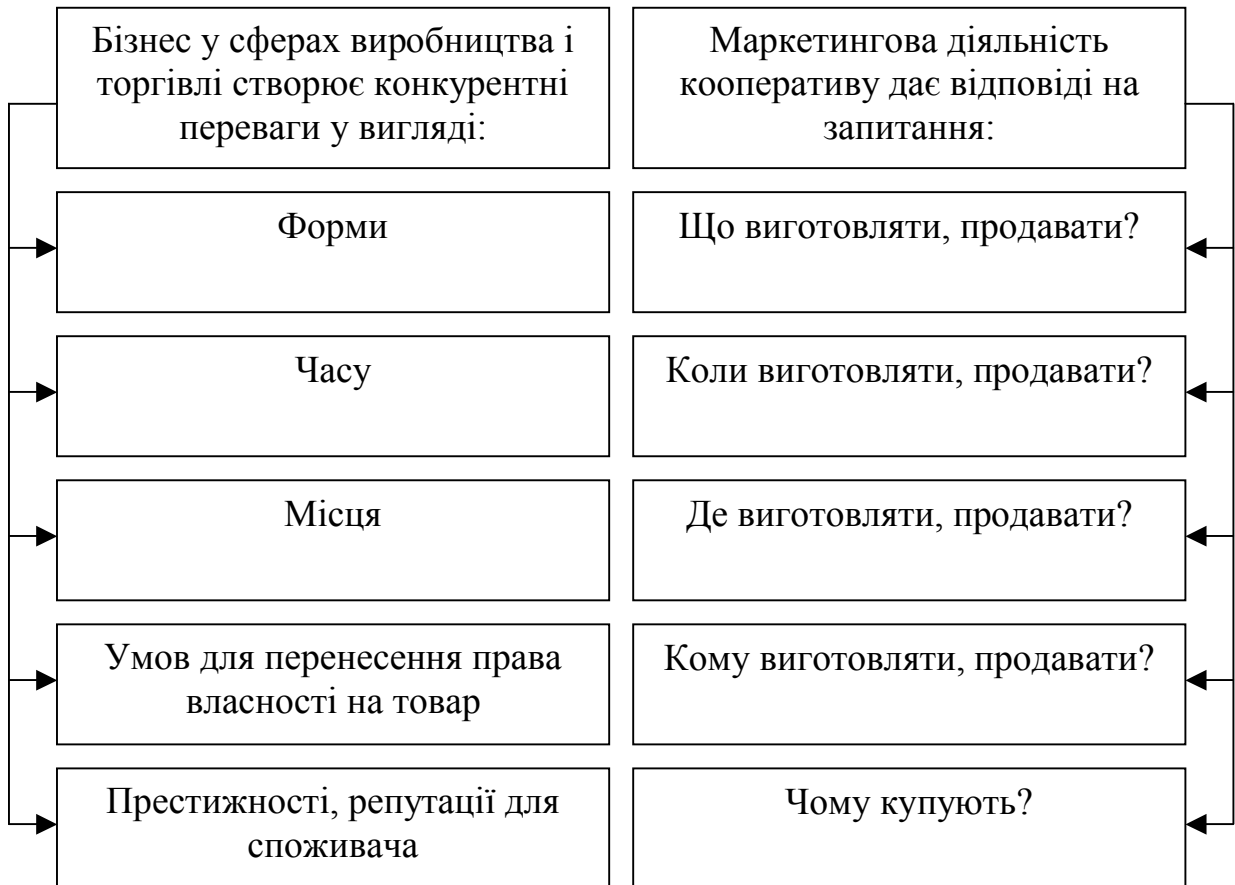 Бізнес у сферах виробництва і
торгівлі створює конкурентні
переваги у вигляді:
Маркетингова діяльність
кооперативу дає відповіді на
запитання:
Форми
Що виготовляти, продавати?
Часу
Коли виготовляти, продавати?
Місця
Де виготовляти, продавати?
Умов для перенесення права
власності на товар
Кому виготовляти, продавати?
Престижності, репутації для
споживача
Чому купують?